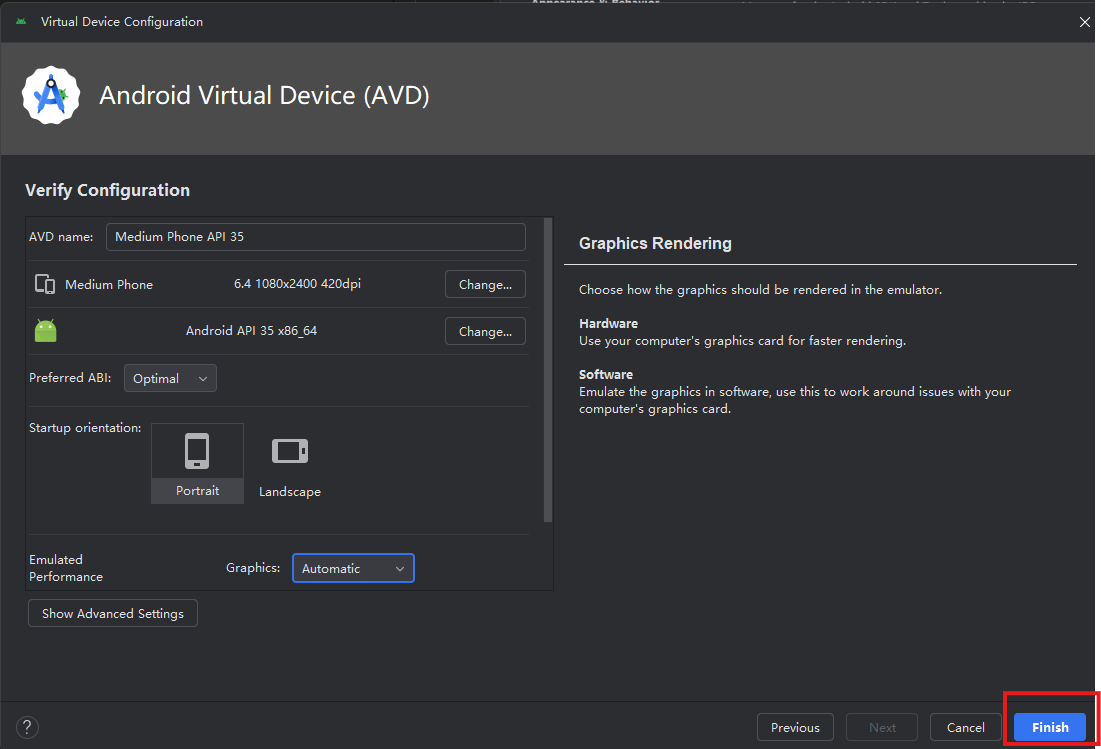 Virtual Device Configuration
Android Virtual Device (AVD)
Verify Configuration
AVD name: Medium Phone API 35
Medium Phone 6.4 1080x2400 420dpi Change...
Android API 35 x86_64 Change...
Preferred ABI: Optimal
Startup orientation:
Portrait
Landscape
Emulated
Performance
Graphics: Automatic
Show Advanced Settings
Graphics Rendering
Choose how the graphics should be rendered in the emulator.
Hardware
Use your computer's graphics card for faster rendering.
Software
Emulate the graphics in software, use this to work around issues with your
computer's graphics card.
? Previous Next Cancel Finish